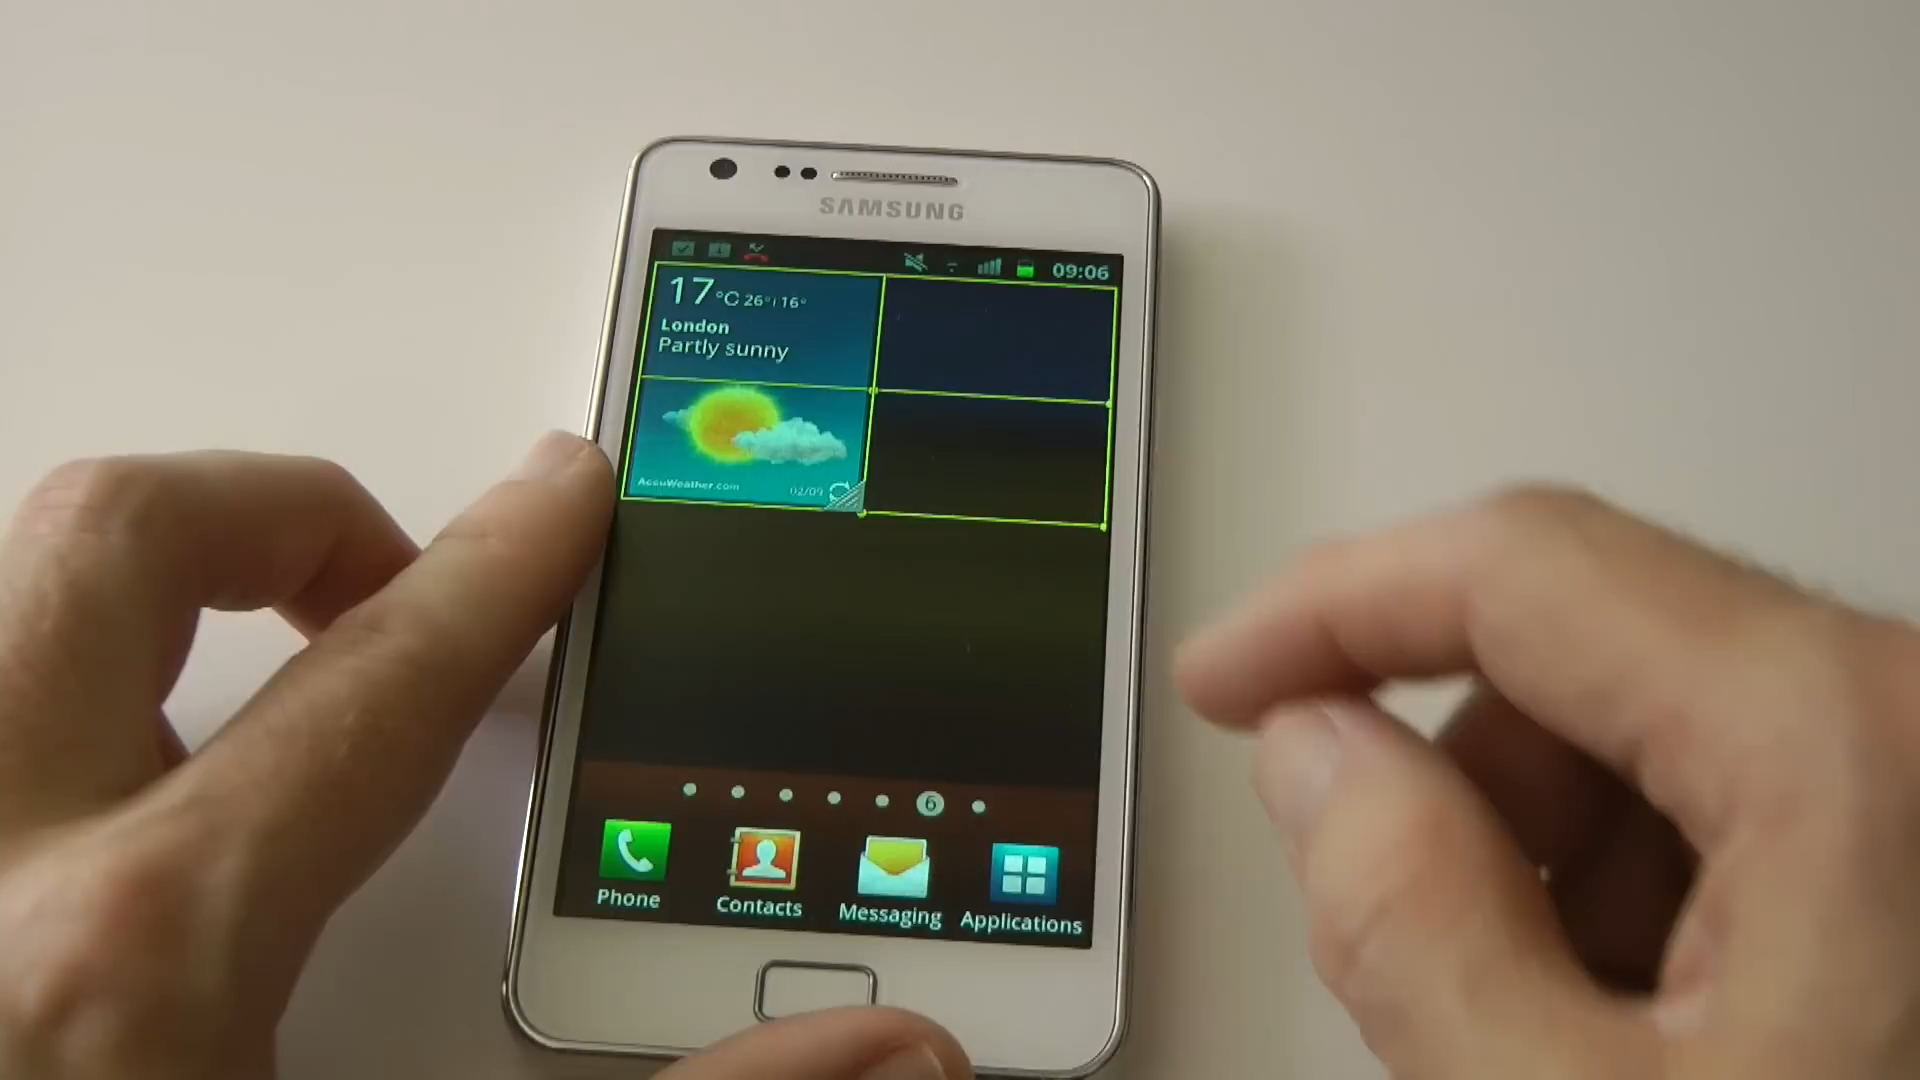 SAMSUNG
09:06
17°C 26° | 16°
London
Partly sunny
AccuWeather.com 02/09
6
Phone Contacts Messaging Applications